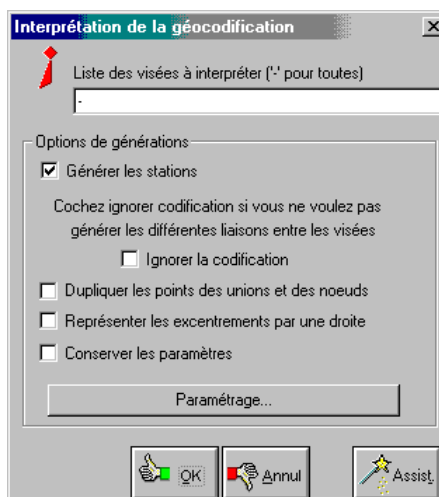 Interprétation de la géocodification
Liste des visées à interpréter ('-' pour toutes)
-
Options de générations
Générer les stations
Cochez ignorer codification si vous ne voulez pas
générer les différentes liaisons entre les visées
Ignorer la codification
Dupliquer les points des unions et des noeuds
Représenter les excentrements par une droite
Conserver les paramètres
Paramétrage...
OK Annul Assist.